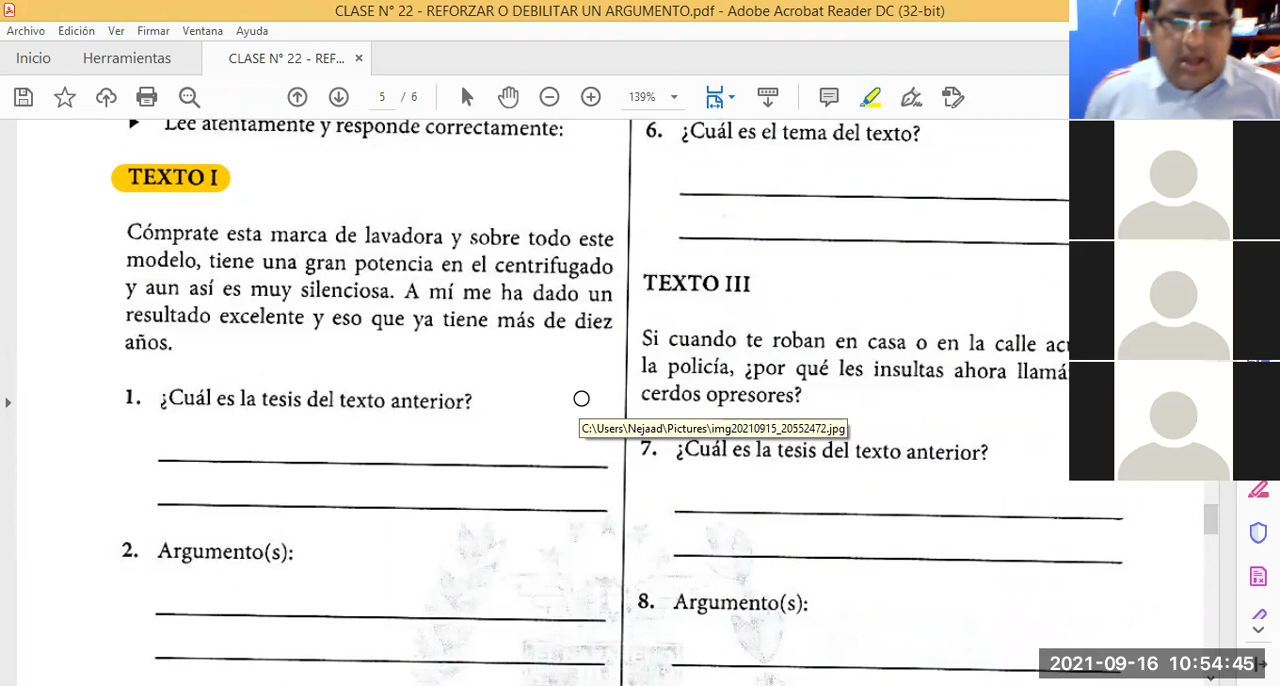 CLASE N° 22 - REFORZAR O DEBILITAR UN ARGUMENTO.pdf - Adobe Acrobat Reader DC (32-bit)
Archivo Edición Ver Firmar Ventana Ayuda
Inicio Herramientas CLASE N° 22 - REF... ×
5 / 6 139%
Lee atentamente y responde correctamente:
TEXTO I
Cómprate esta marca de lavadora y sobre todo este
modelo, tiene una gran potencia en el centrifugado
y aun así es muy silenciosa. A mí me ha dado un
resultado excelente y eso que ya tiene más de diez
años.
1. ¿Cuál es la tesis del texto anterior?
2. Argumento(s):
6. ¿Cuál es el tema del texto?
TEXTO III
Si cuando te roban en casa o en la calle
la policía, ¿por qué les insultas ahora
cerdos opresores?
C:\Users\Nejaad\Pictures\img20210915_20552472.jpg
7. ¿Cuál es la tesis del texto anterior?
8. Argumento(s):
2021-09-16 10:54:45